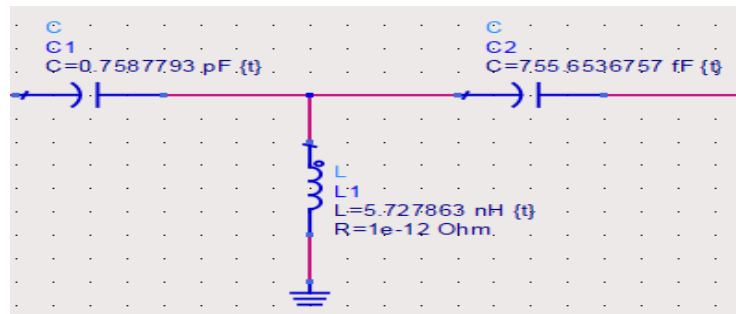 C
C1
C=0.7587793 pF {t}
C
C2
C=755.6536757 fF {t}
L
L1
L=5.727863 nH {t}
R=1e-12 Ohm